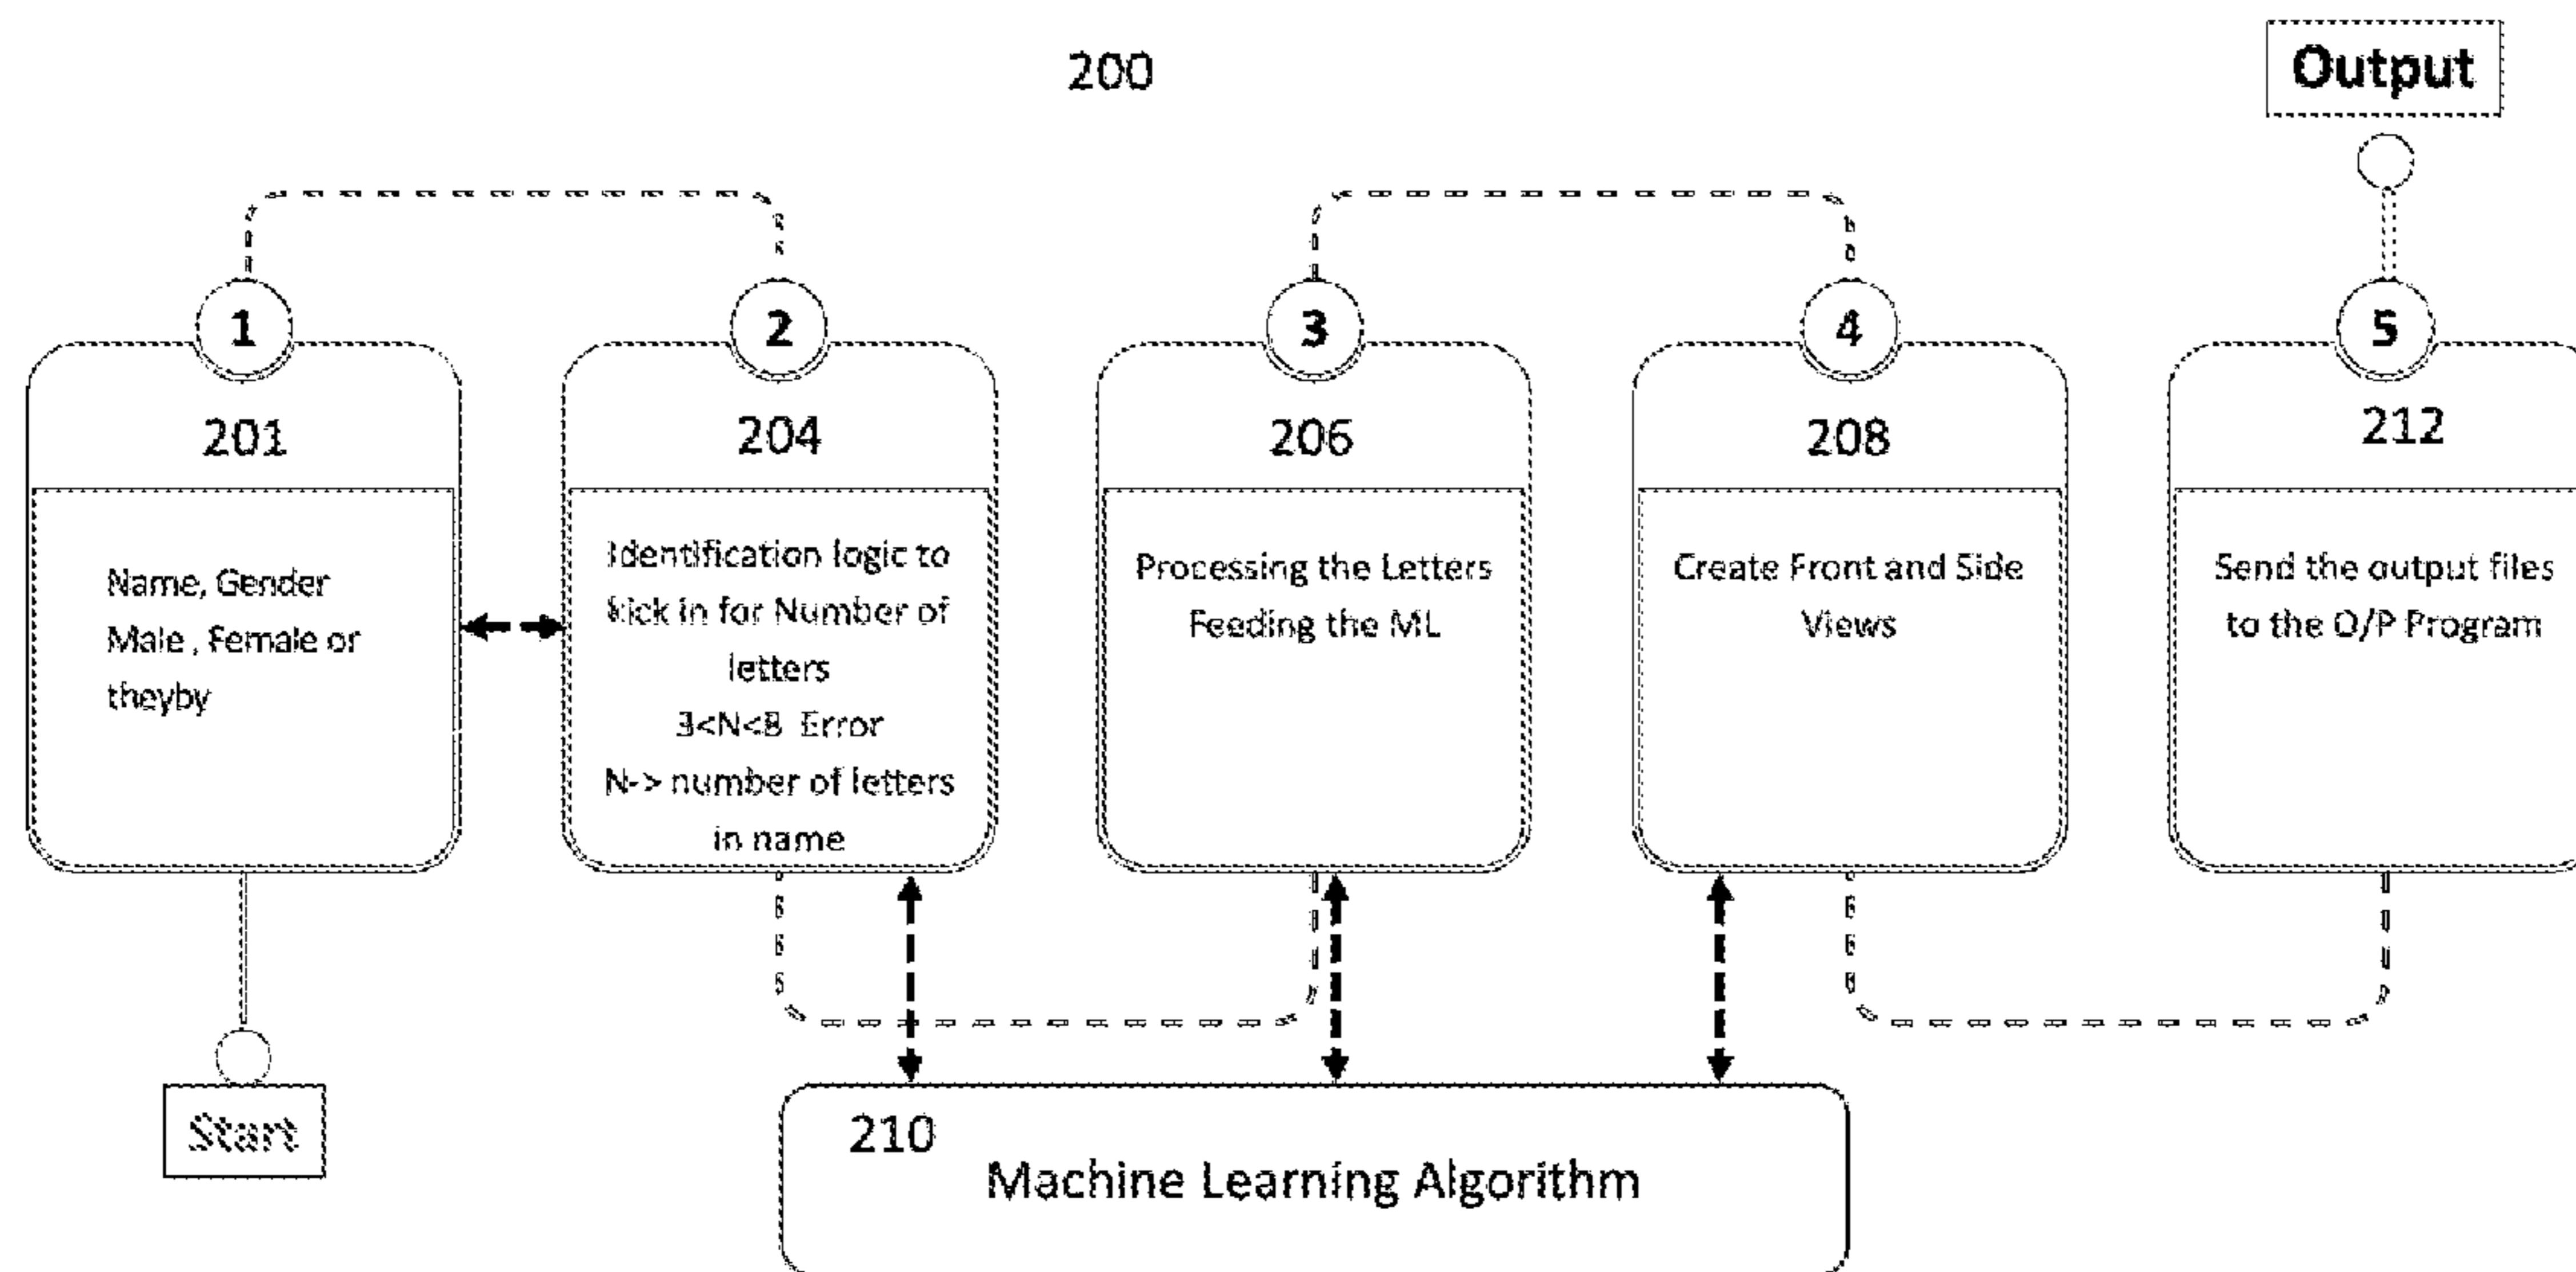 200
Output
1
2
3
4
5
201
204
206
208
212
Name, Gender
Male , Female or
theyby
Identification logic to
kick in for Number of
letters
3<N<8 Error
N-> number of letters
in name
Processing the Letters
Feeding the ML
Create Front and Side
Views
Send the output files
to the O/P Program
Start
210
Machine Learning Algorithm